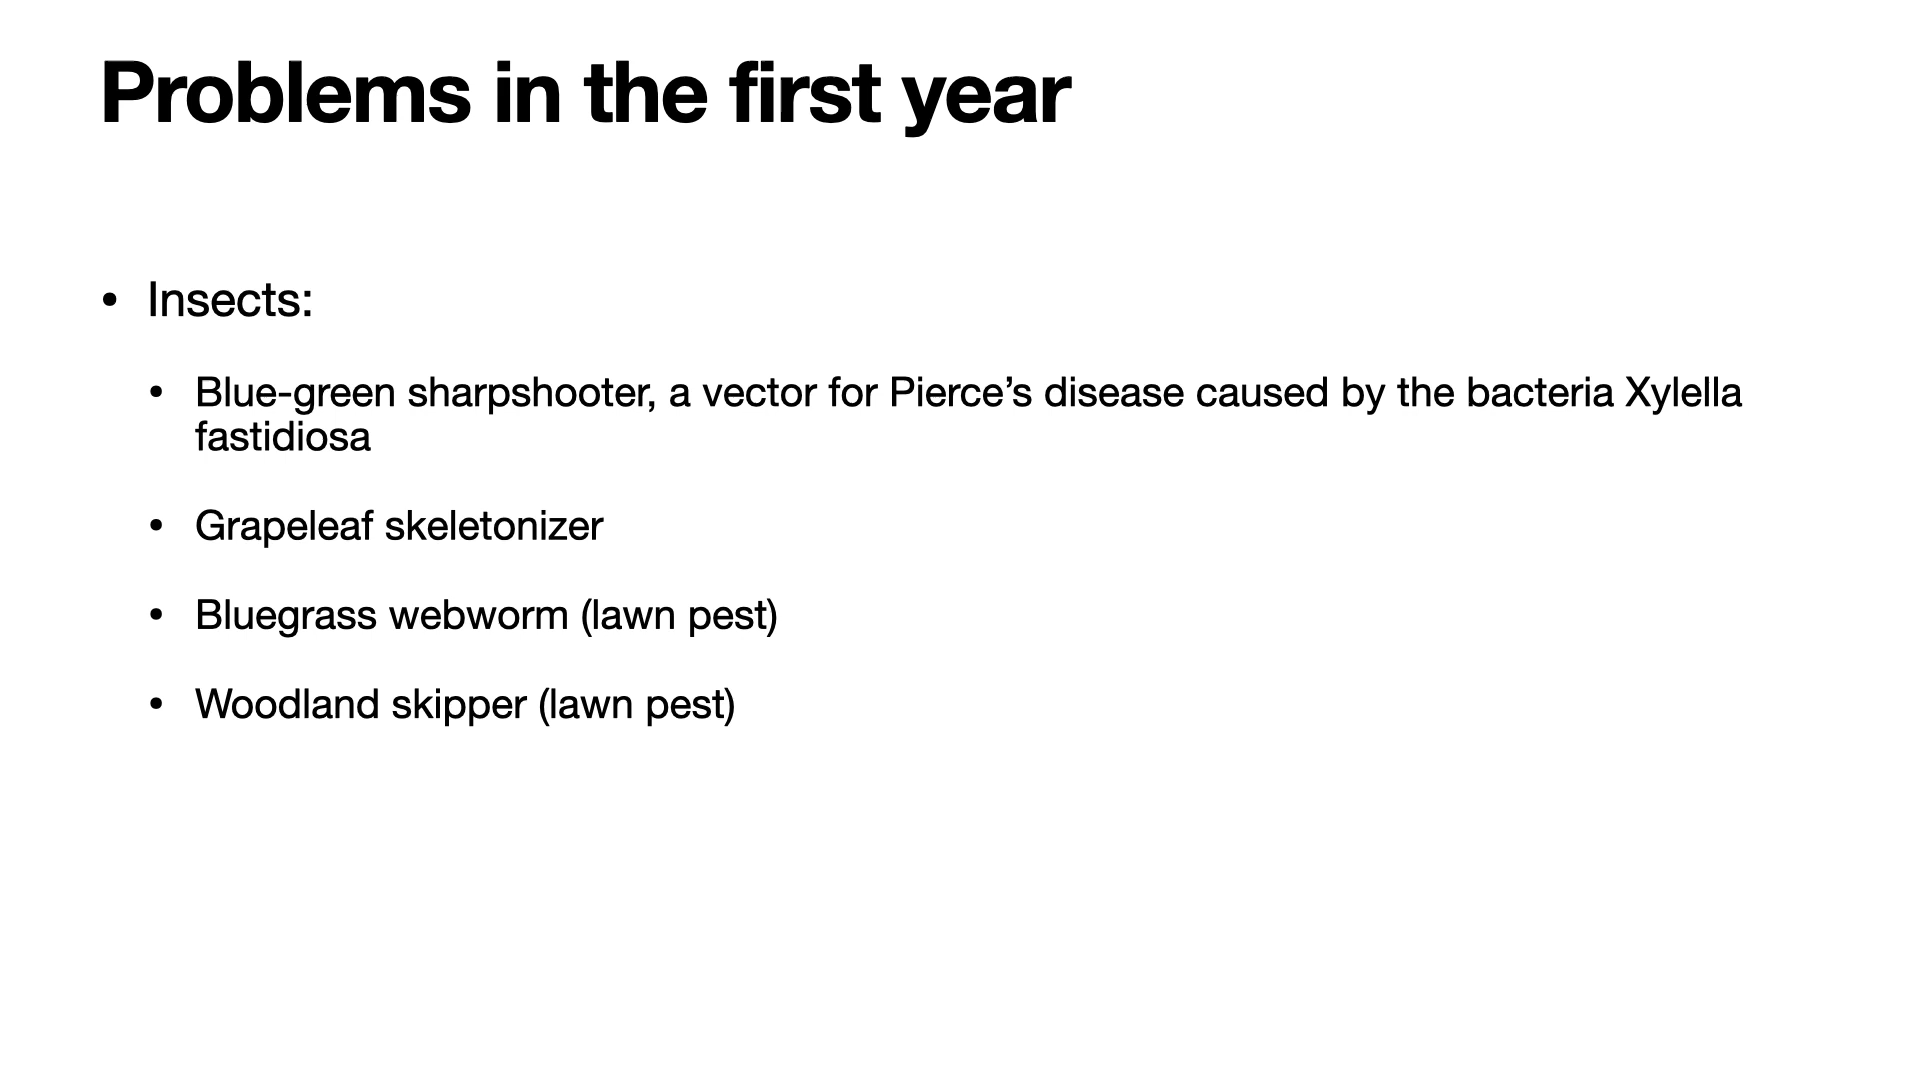 Problems in the first year
• Insects:
• Blue-green sharpshooter, a vector for Pierce’s disease caused by the bacteria Xylella
fastidiosa
• Grapeleaf skeletonizer
• Bluegrass webworm (lawn pest)
• Woodland skipper (lawn pest)